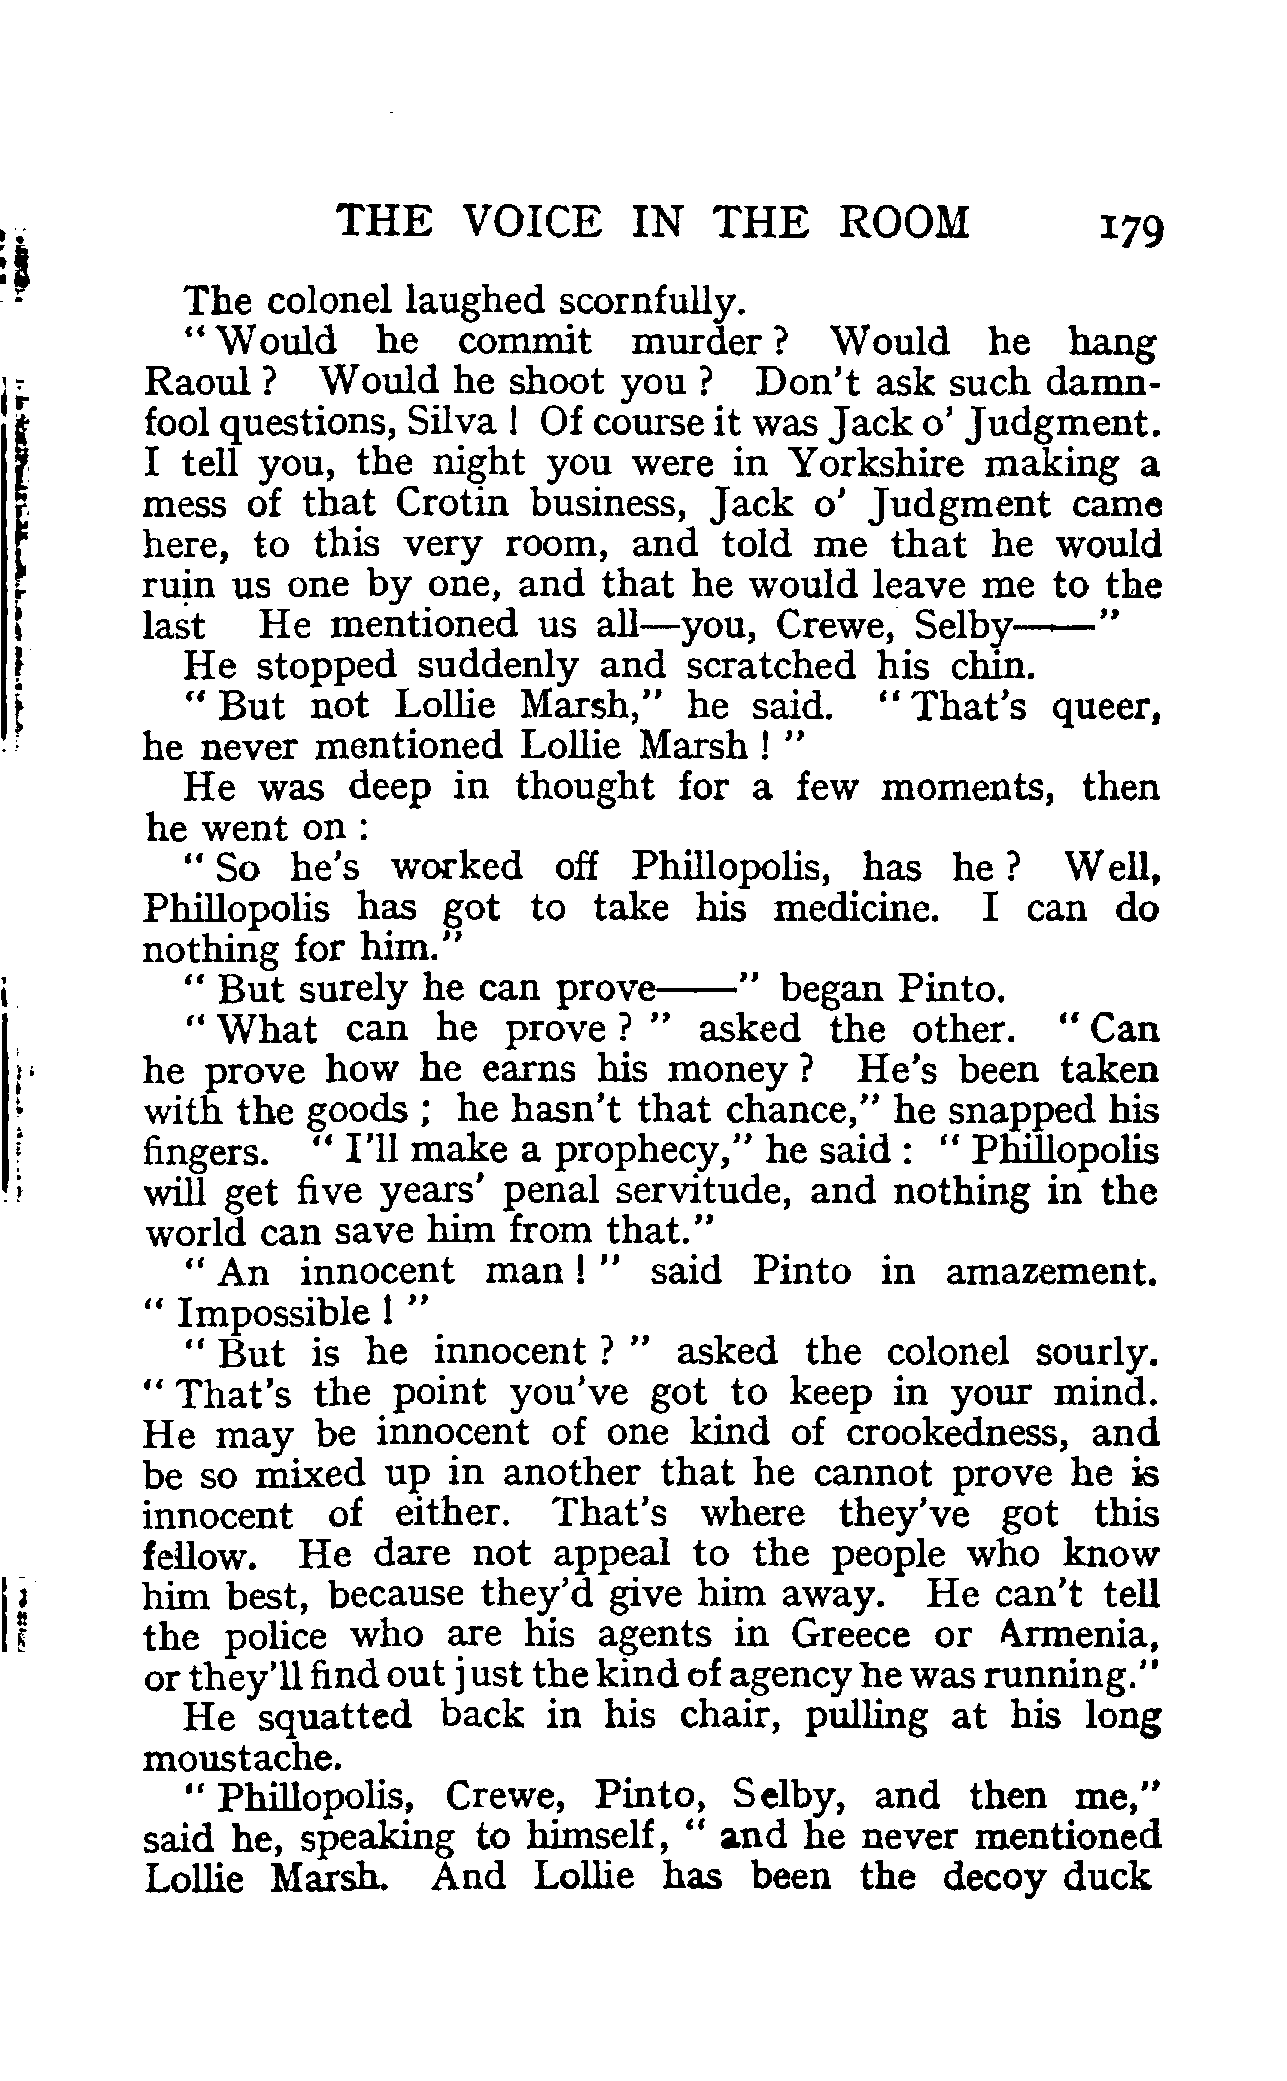 THE VOICE IN THE ROOM 179
The colonel laughed scornfully.
" Would he commit murder ? Would he hang
Raoul ? Would he shoot you ? Don't ask such damn-
fool questions, Silva ! Of course it was Jack o' Judgment.
I tell you, the night you were in Yorkshire making a
mess of that Crotin business, Jack o' Judgment came
here, to this very room, and told me that he would
ruin us one by one, and that he would leave me to the
last He mentioned us all—you, Crewe, Selby——"
He stopped suddenly and scratched his chin.
" But not Lollie Marsh," he said. " That's queer,
he never mentioned Lollie Marsh ! "
He was deep in thought for a few moments, then
he went on :
" So he's worked off Phillopolis, has he ? Well,
Phillopolis has got to take his medicine. I can do
nothing for him."
" But surely he can prove——" began Pinto.
" What can he prove ? " asked the other. " Can
he prove how he earns his money ? He's been taken
with the goods ; he hasn't that chance," he snapped his
fingers. " I'll make a prophecy," he said : " Phillopolis
will get five years' penal servitude, and nothing in the
world can save him from that."
" An innocent man ! " said Pinto in amazement.
" Impossible ! "
" But is he innocent ? " asked the colonel sourly.
" That's the point you've got to keep in your mind.
He may be innocent of one kind of crookedness, and
be so mixed up in another that he cannot prove he is
innocent of either. That's where they've got this
fellow. He dare not appeal to the people who know
him best, because they'd give him away. He can't tell
the police who are his agents in Greece or Armenia,
or they'll find out just the kind of agency he was running."
He squatted back in his chair, pulling at his long
moustache.
" Phillopolis, Crewe, Pinto, Selby, and then me,"
said he, speaking to himself, " and he never mentioned
Lollie Marsh. And Lollie has been the decoy duck